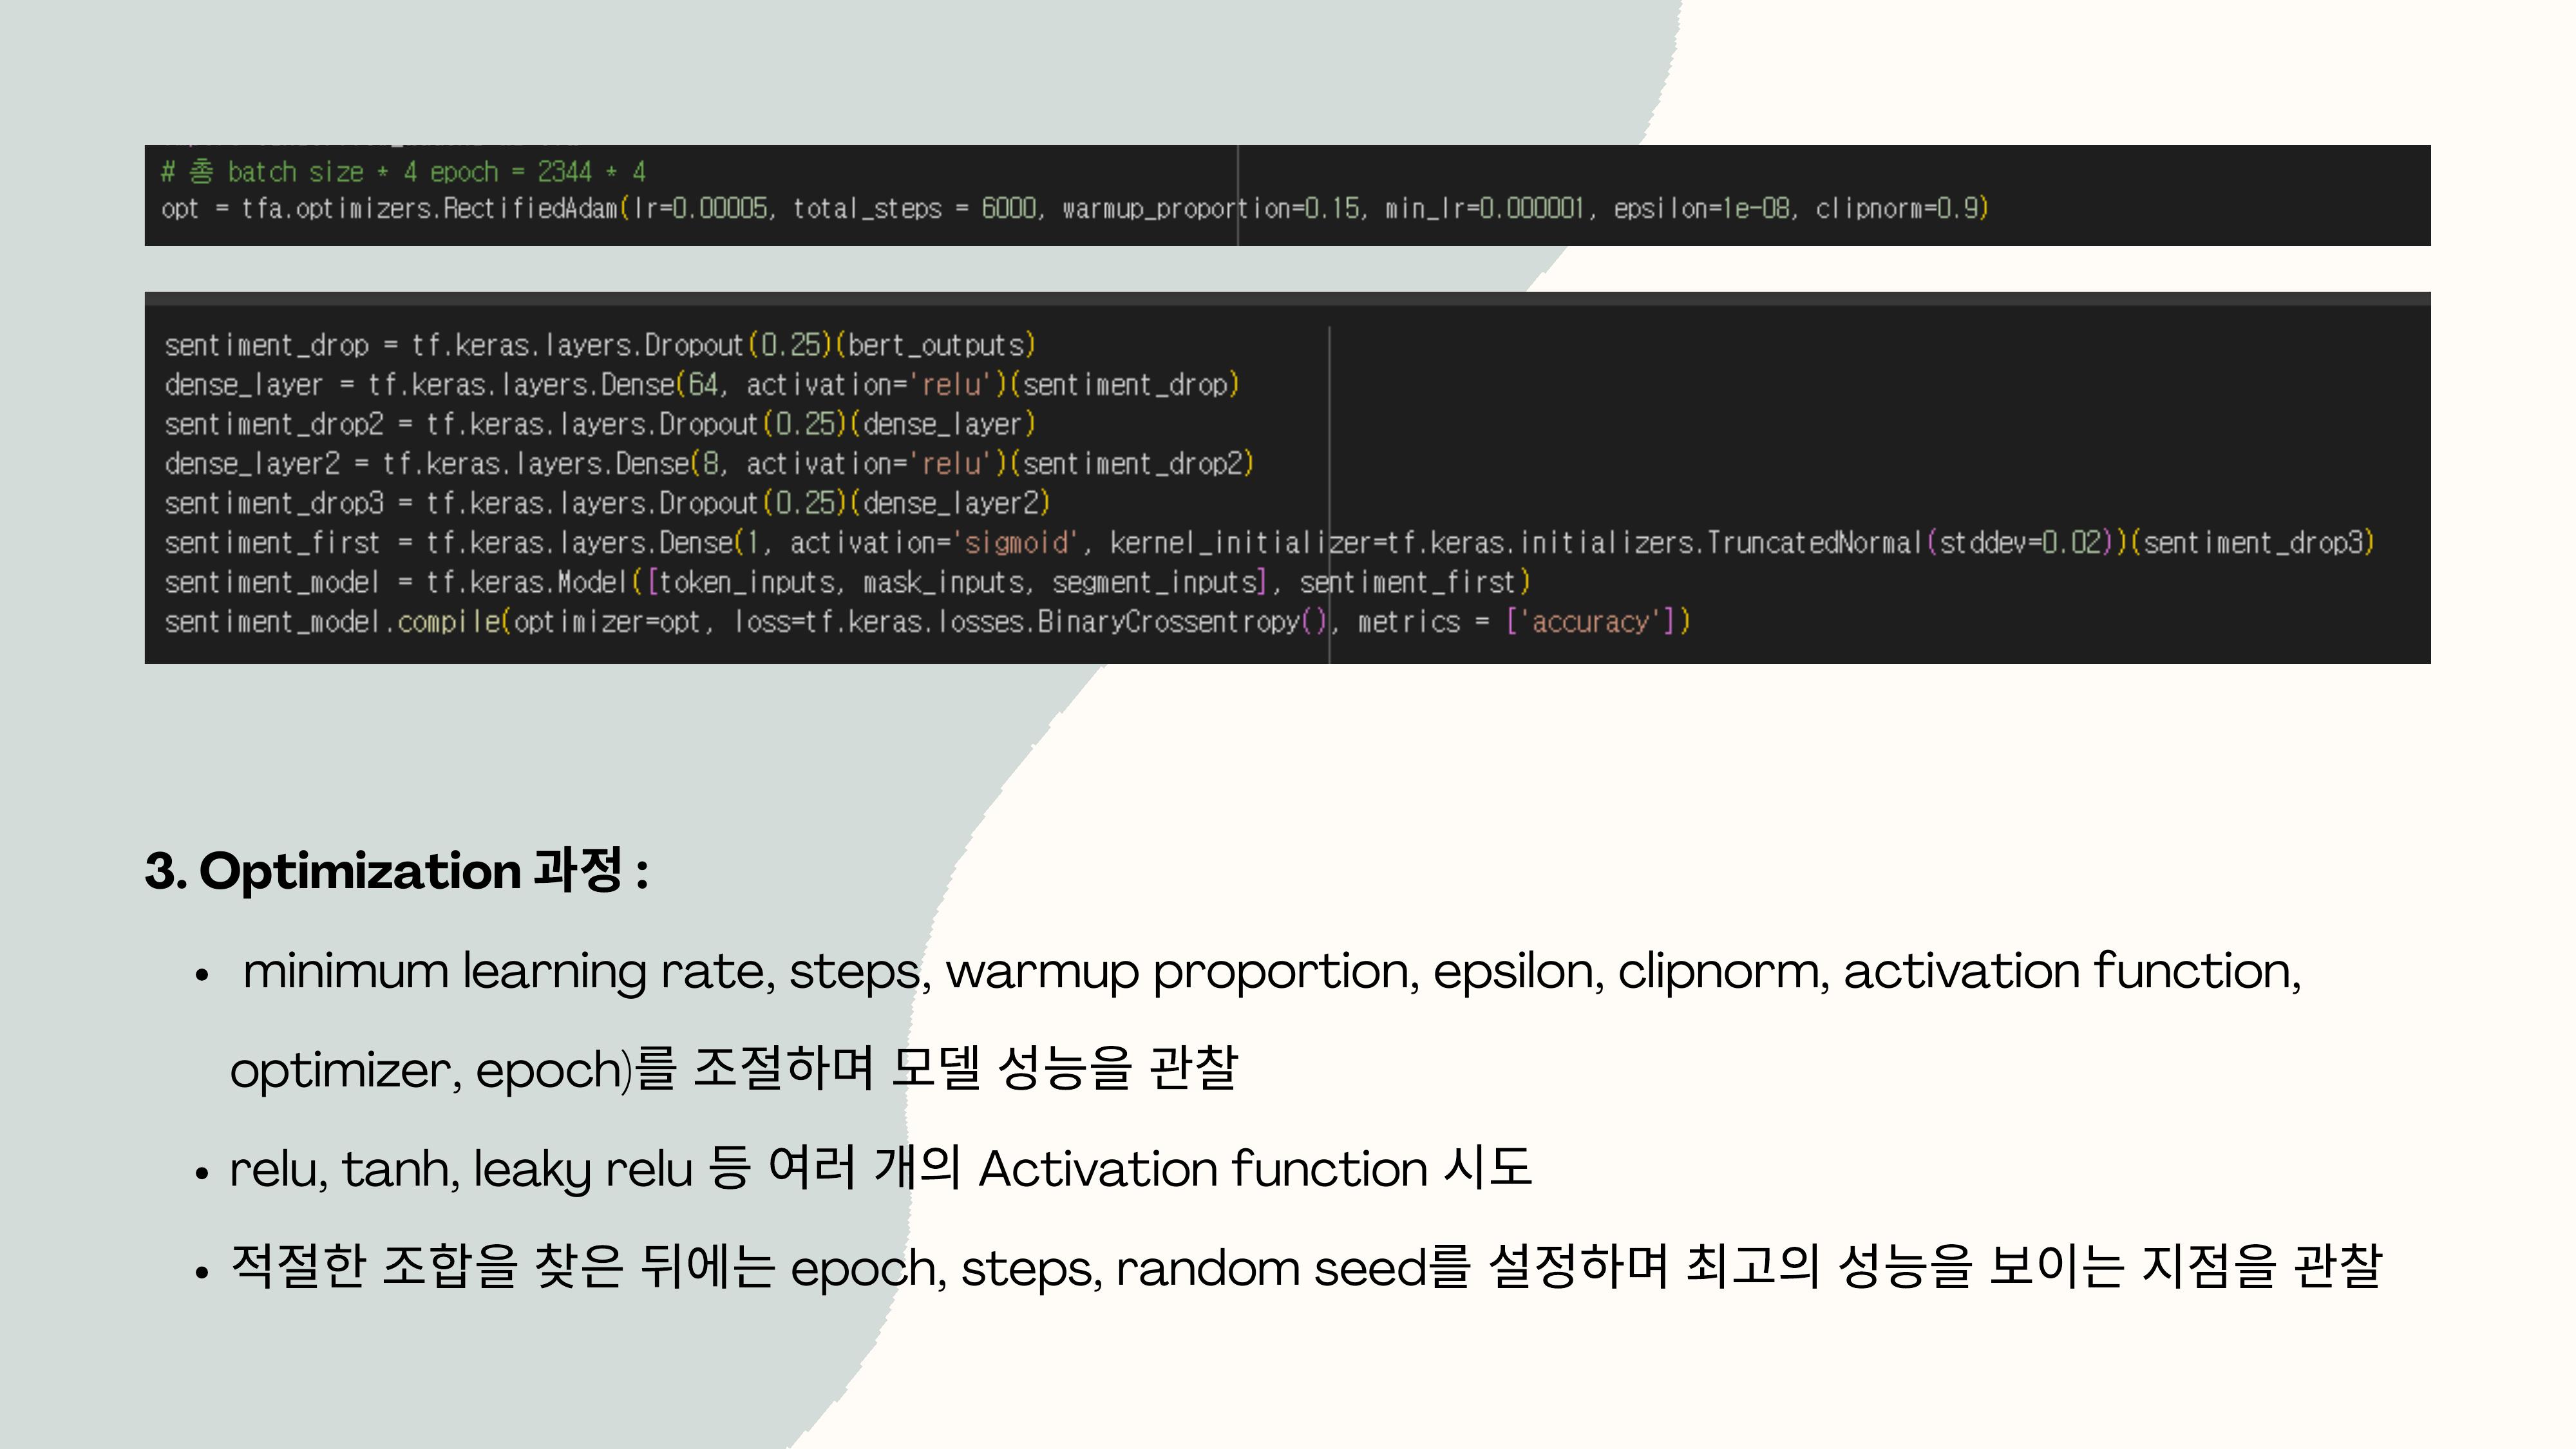 # 총 batch size * 4 epoch = 2344 * 4
opt = tfa.optimizers.RectifiedAdam(lr=0.00005, total_steps = 6000, warmup_proportion=0.15, min_lr=0.000001, epsilon=1e-08, clipnorm=0.9)
sentiment_drop = tf.keras.layers.Dropout(0.25)(bert_outputs)
dense_layer = tf.keras.layers.Dense(64, activation='relu')(sentiment_drop)
sentiment_drop2 = tf.keras.layers.Dropout(0.25)(dense_layer)
dense_layer2 = tf.keras.layers.Dense(8, activation='relu')(sentiment_drop2)
sentiment_drop3 = tf.keras.layers.Dropout(0.25)(dense_layer2)
sentiment_first = tf.keras.layers.Dense(1, activation='sigmoid', kernel_initializer=tf.keras.initializers.TruncatedNormal(stddev=0.02))(sentiment_drop3)
sentiment_model = tf.keras.Model([token_inputs, mask_inputs, segment_inputs], sentiment_first)
sentiment_model.compile(optimizer=opt, loss=tf.keras.losses.BinaryCrossentropy(), metrics = ['accuracy'])
3. Optimization 과정 :
• minimum learning rate, steps, warmup proportion, epsilon, clipnorm, activation function,
optimizer, epoch)를 조절하며 모델 성능을 관찰
• relu, tanh, leaky relu 등 여러 개의 Activation function 시도
• 적절한 조합을 찾은 뒤에는 epoch, steps, random seed를 설정하며 최고의 성능을 보이는 지점을 관찰